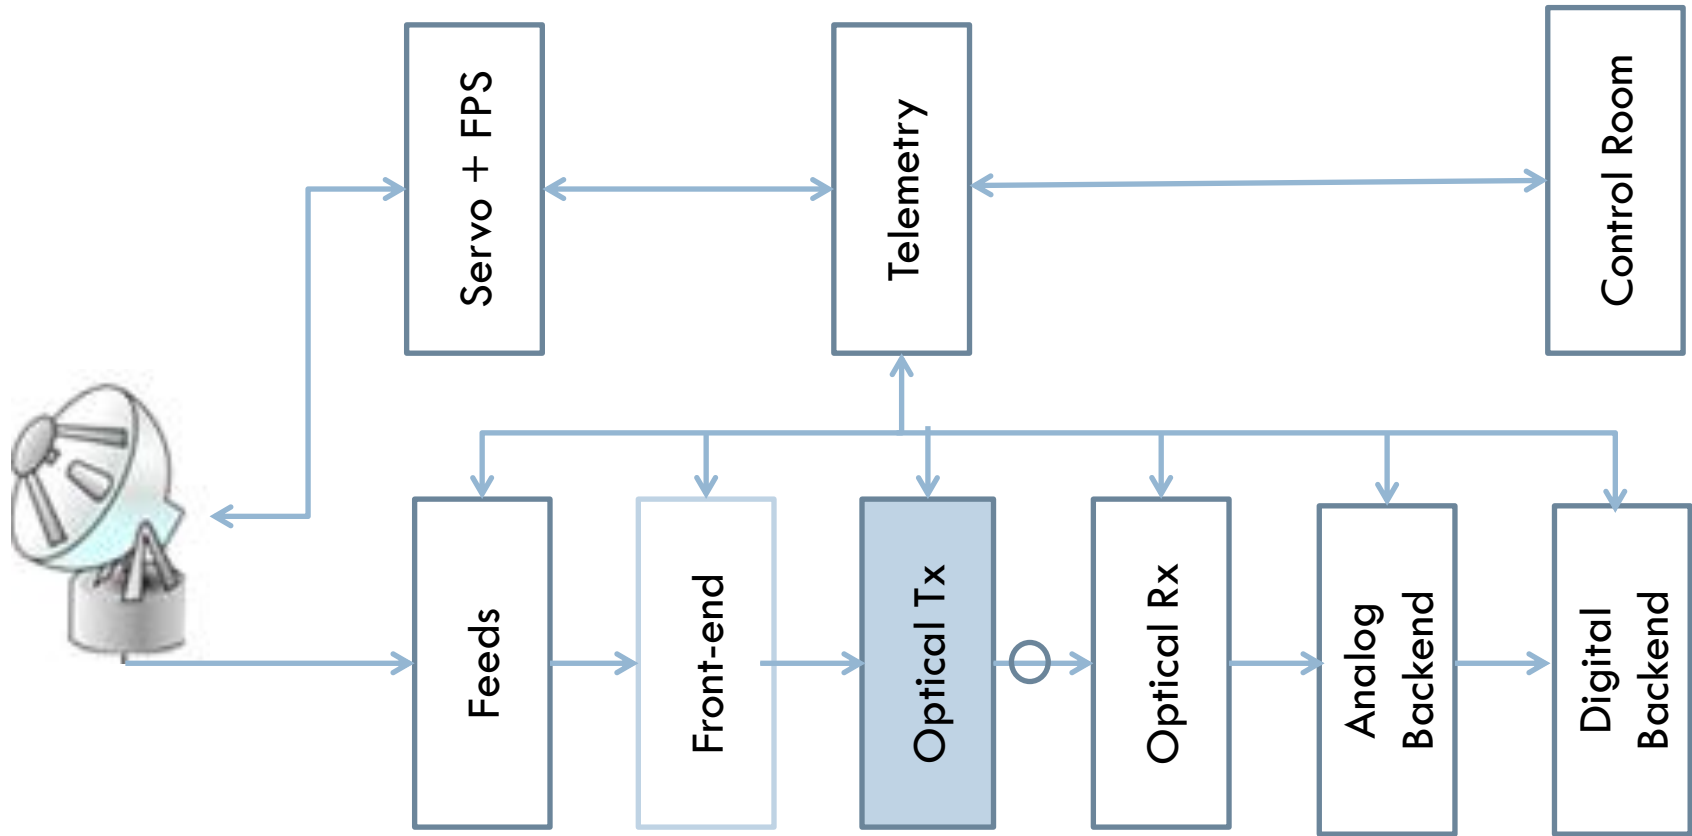 Servo + FPS
Telemetry
Control Room
Feeds
Front-end
Optical Tx
Optical Rx
Analog
Backend
Digital
Backend